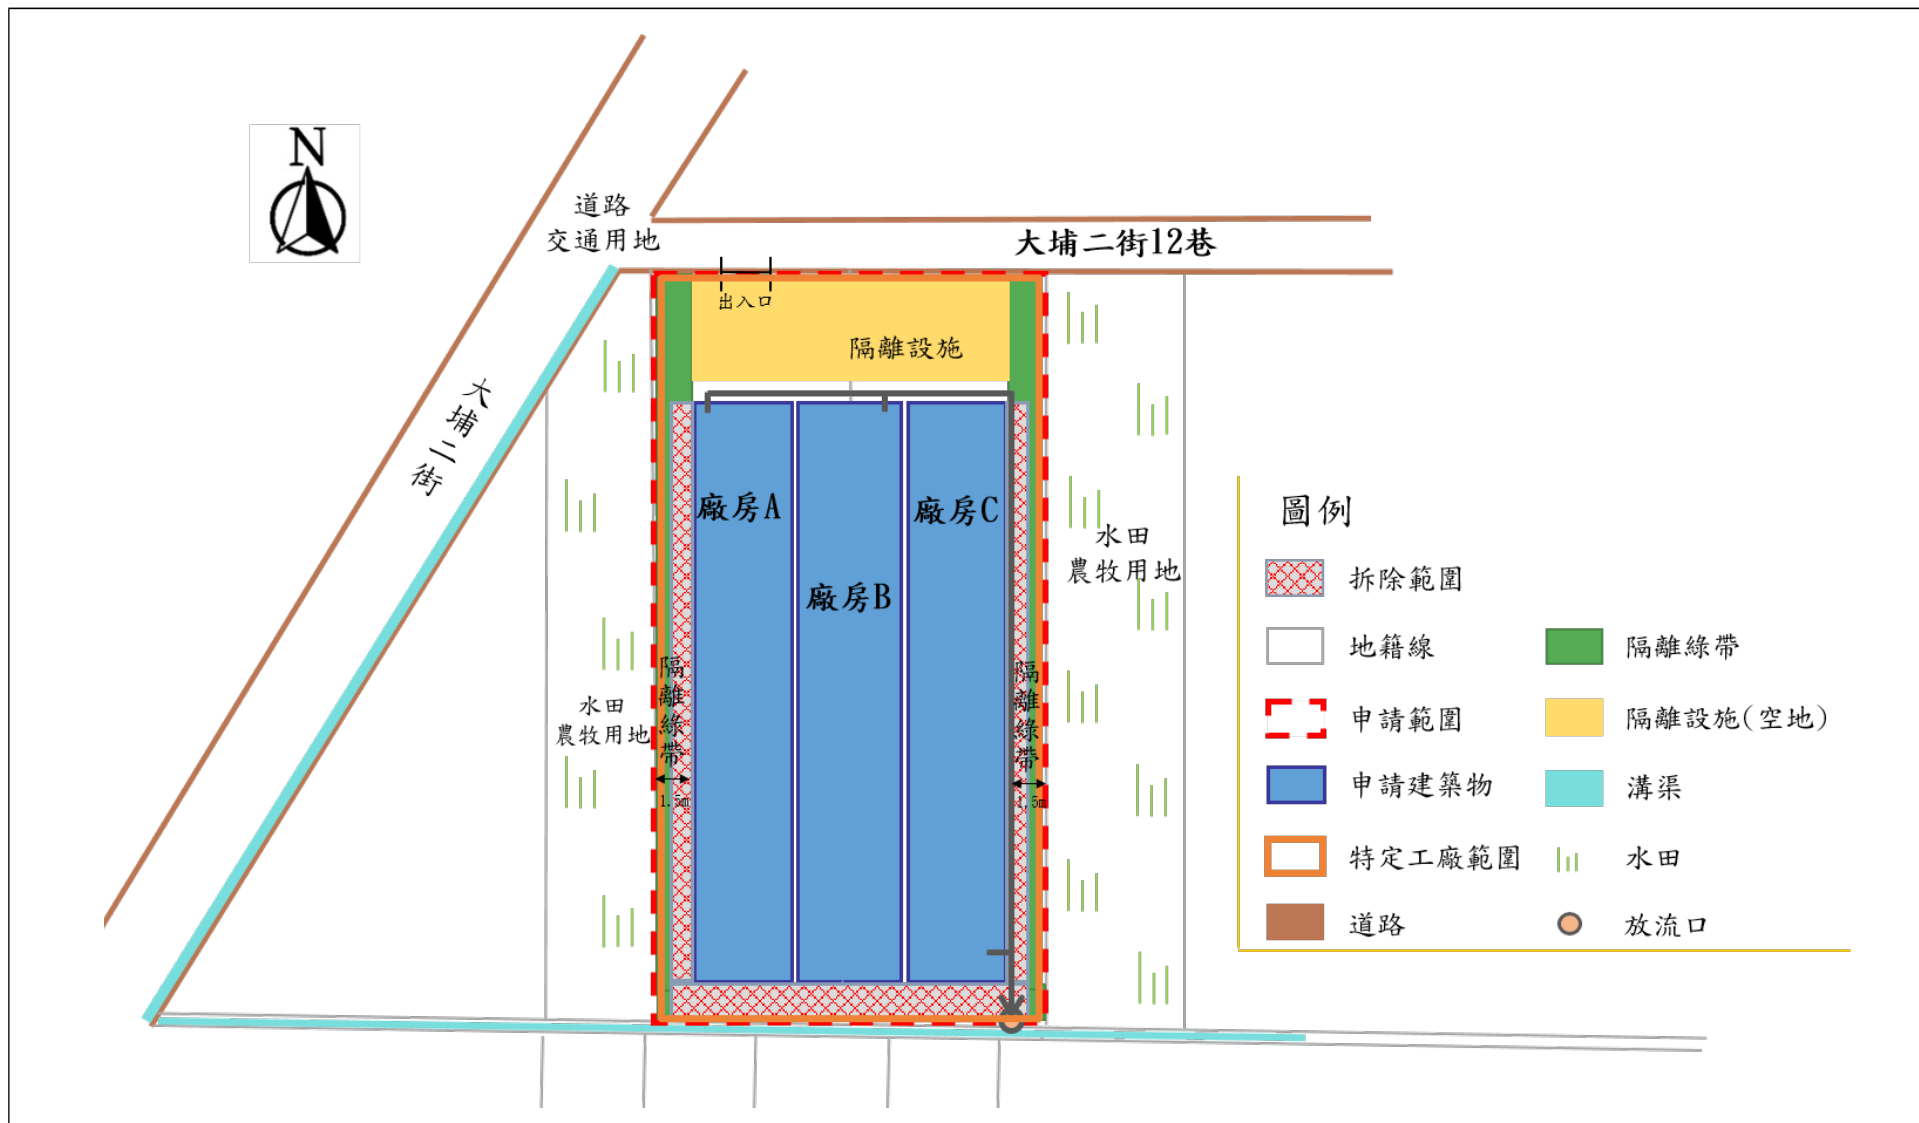 N
道路
交通用地
大埔二街12巷
出入口
隔離設施
大埔二街
廠房A
廠房B
廠房C
水田
農牧用地
水田
農牧用地
隔離綠帶
1.5m
隔離綠帶
1.5m
圖例
拆除範圍
地籍線
隔離綠帶
申請範圍
隔離設施(空地)
申請建築物
溝渠
特定工廠範圍
水田
道路
放流口